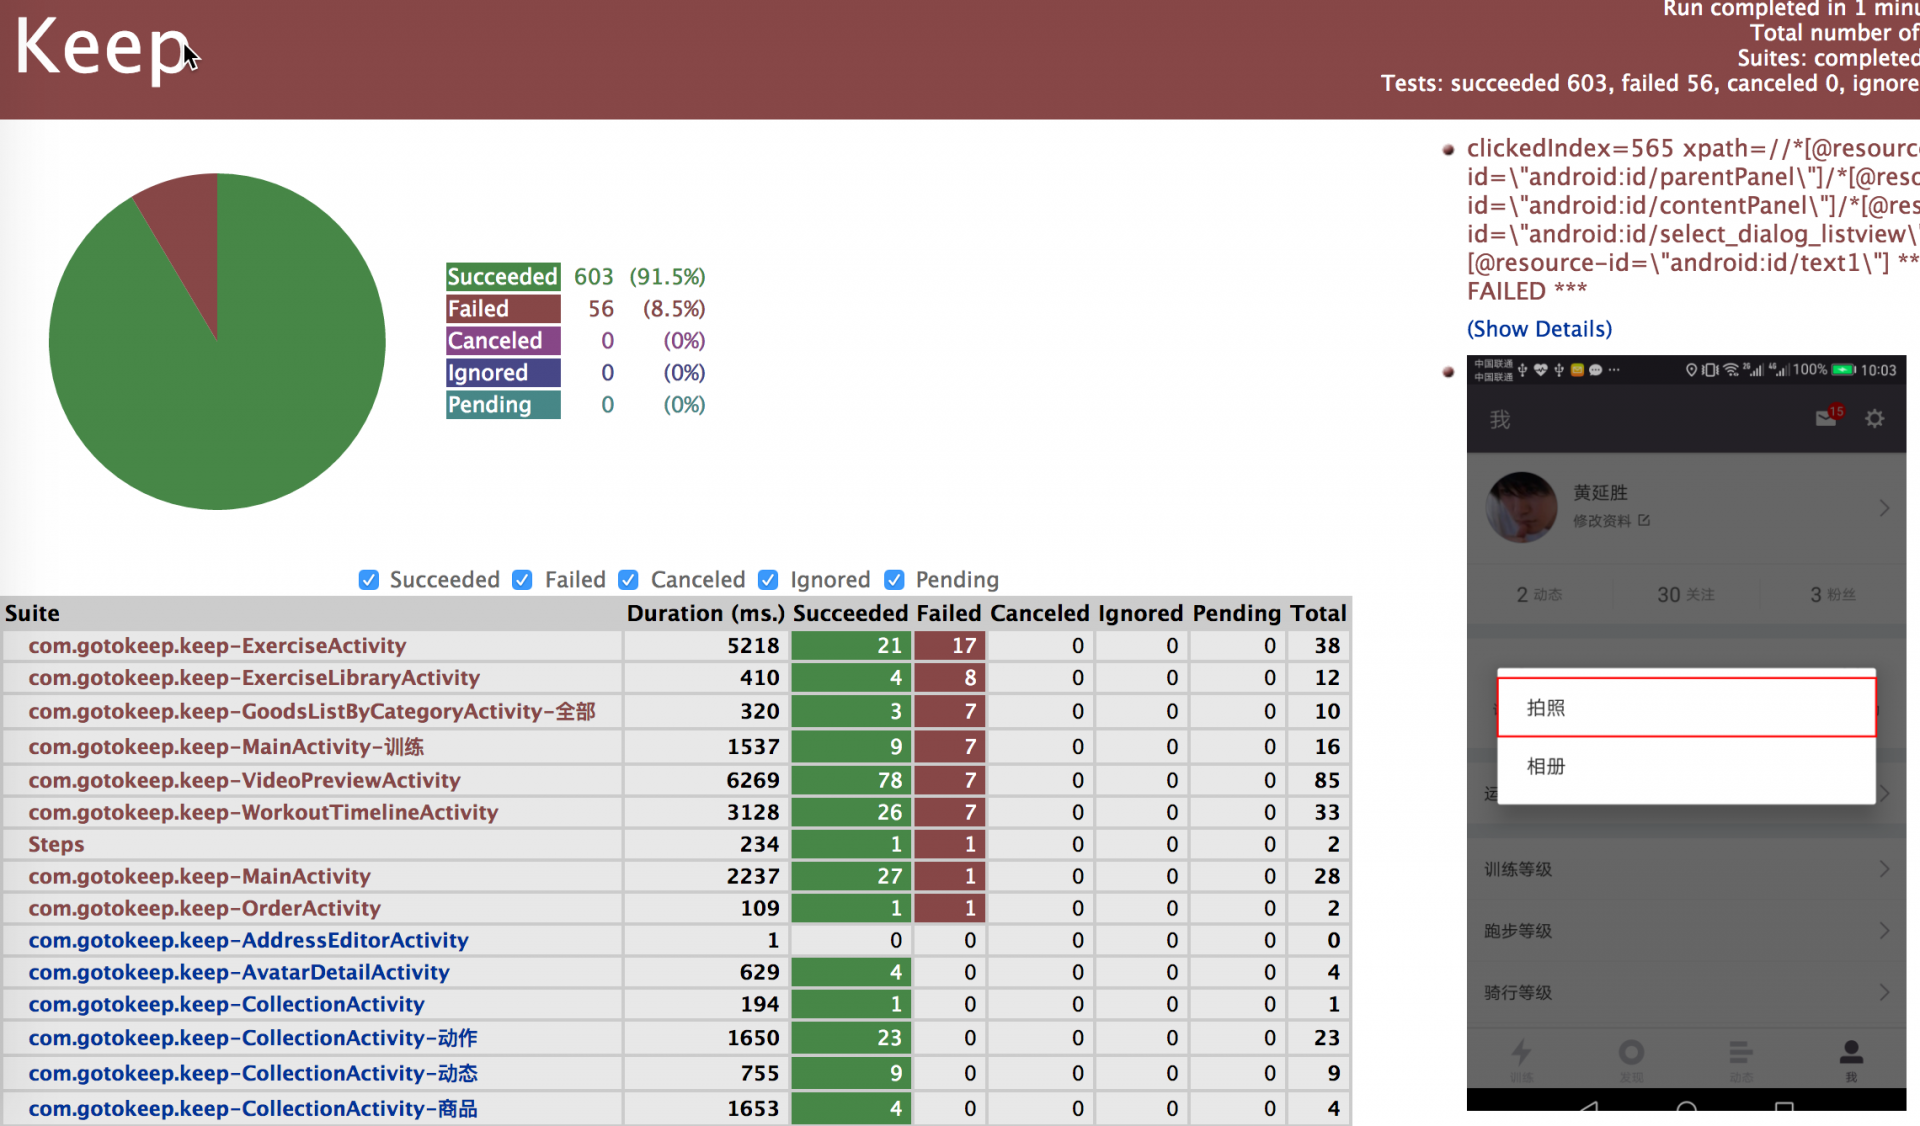 Keep
Run completed in 1
Total number of
Suites: completed
Tests: succeeded 603, failed 56, canceled 0,
Succeeded 603 (91.5%)
Failed 56 (8.5%)
Canceled 0 (0%)
Ignored 0 (0%)
Pending 0 (0%)
Succeeded Failed Canceled Ignored Pending
Suite Duration (ms.) Succeeded Failed Canceled Ignored Pending Total
com.gotokeep.keep-ExerciseActivity 5218 21 17 0 0 0 38
com.gotokeep.keep-ExerciseLibraryActivity 410 4 8 0 0 0 12
com.gotokeep.keep-GoodsListByCategoryActivity-全部 320 3 7 0 0 0 10
com.gotokeep.keep-MainActivity-训练 1537 9 7 0 0 0 16
com.gotokeep.keep-VideoPreviewActivity 6269 78 7 0 0 0 85
com.gotokeep.keep-WorkoutTimelineActivity 3128 26 7 0 0 0 33
Steps 234 1 1 0 0 0 2
com.gotokeep.keep-MainActivity 2237 27 1 0 0 0 28
com.gotokeep.keep-OrderActivity 109 1 1 0 0 0 2
com.gotokeep.keep-AddressEditorActivity 1 0 0 0 0 0 0
com.gotokeep.keep-AvatarDetailActivity 629 4 0 0 0 0 4
com.gotokeep.keep-CollectionActivity 194 1 0 0 0 0 1
com.gotokeep.keep-CollectionActivity-动作 1650 23 0 0 0 0 23
com.gotokeep.keep-CollectionActivity-动态 755 9 0 0 0 0 9
com.gotokeep.keep-CollectionActivity-商品 1653 4 0 0 0 0 4
clickedIndex=565 xpath=//*[@resourc
id=\"android:id/parentPanel\"]/*[@reso
id=\"android:id/contentPanel\"]/*[@res
id=\"android:id/select_dialog_listview\"
[@resource-id=\"android:id/text1\"] **
FAILED ***
(Show Details)
中国联通
中国联通 100% 10:03
我 15
黄延胜
修改资料
2 动态 30 关注 3 粉丝
拍照
相册
运
训练等级
跑步等级
骑行等级
训练 发现 动态 我